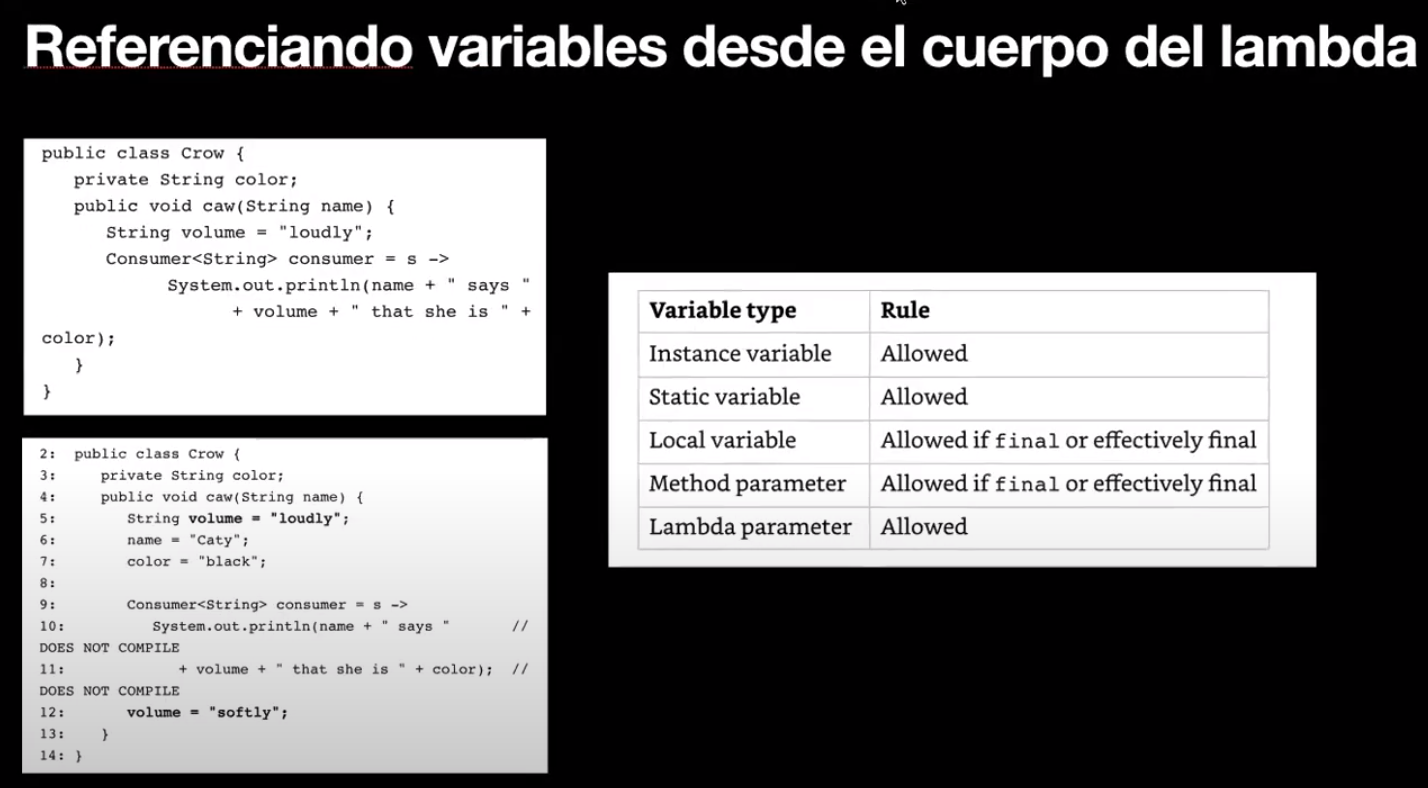 Referenciando variables desde el cuerpo del lambda
public class Crow {
private String color;
public void caw(String name) {
String volume = "loudly";
Consumer<String> consumer = s ->
System.out.println(name + " says "
+ volume + " that she is " +
color);
}
}
2: public class Crow {
3: private String color;
4: public void caw(String name) {
5: String volume = "loudly";
6: name = "Caty";
7: color = "black";
8:
9: Consumer<String> consumer = s ->
10: System.out.println(name + " says " //
DOES NOT COMPILE
11: + volume + " that she is " + color); //
DOES NOT COMPILE
12: volume = "softly";
13: }
14: }
Variable type Rule
Instance variable Allowed
Static variable Allowed
Local variable Allowed if final or effectively final
Method parameter Allowed if final or effectively final
Lambda parameter Allowed